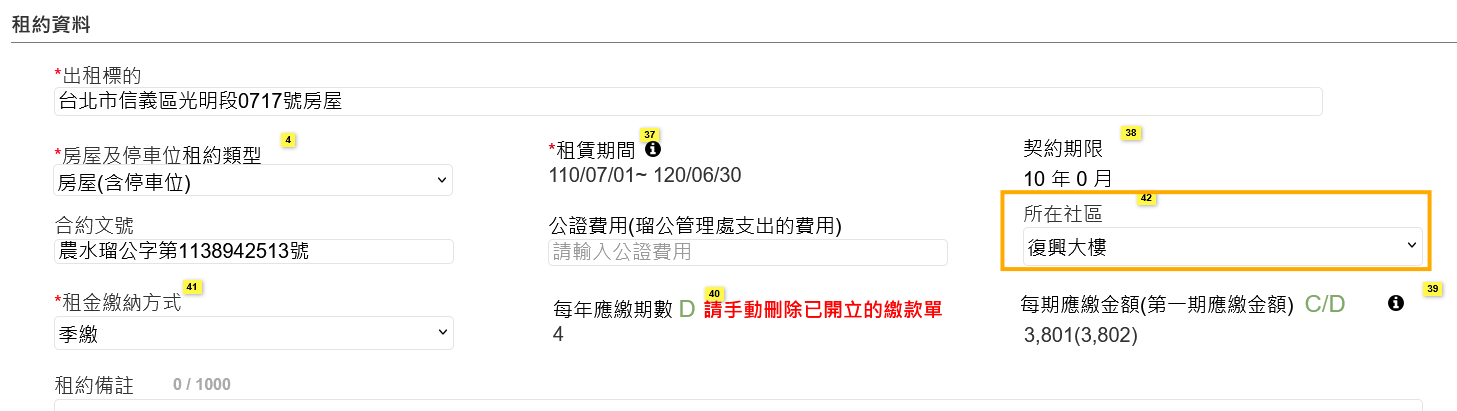 租約資料
*出租標的
台北市信義區光明段0717號房屋
*房屋及停車位租約類型 4
房屋(含停車位)
*租賃期間 37
110/07/01~ 120/06/30
契約期限 38
10 年 0 月
合約文號
農水瑠公字第1138942513號
公證費用(瑠公管理處支出的費用)
請輸入公證費用
所在社區 42
復興大樓
*租金繳納方式 41
季繳
每年應繳期數 D 40 請手動刪除已開立的繳款單
4
每期應繳金額(第一期應繳金額) C/D 39
3,801(3,802)
租約備註 0 / 1000